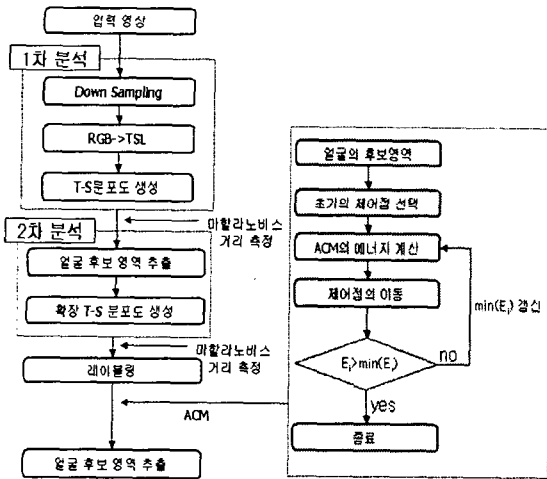 입력 영상
1차 분석
Down Sampling
RGB->TSL
T-S분포도 생성
마할라노비스
거리 측정
2차 분석
얼굴 후보 영역 추출
확장 T-S 분포도 생성
마할라노비스
거리 측정
레이블링
ACM
얼굴 후보 영역 추출
얼굴의 후보영역
초기의 제어점 선택
ACM의 에너지 계산
제어점의 이동
min(Eᵢ) 갱신
Eᵢ>min(Eᵢ)
no
yes
종료